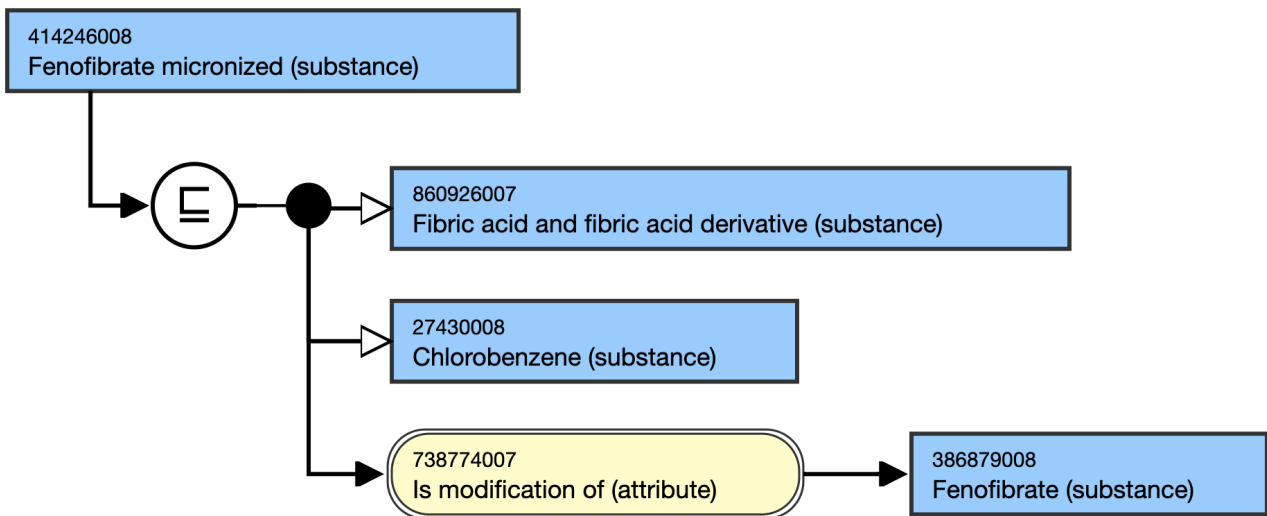 414246008
Fenofibrate micronized (substance)
⊑
860926007
Fibric acid and fibric acid derivative (substance)
27430008
Chlorobenzene (substance)
738774007
Is modification of (attribute)
386879008
Fenofibrate (substance)